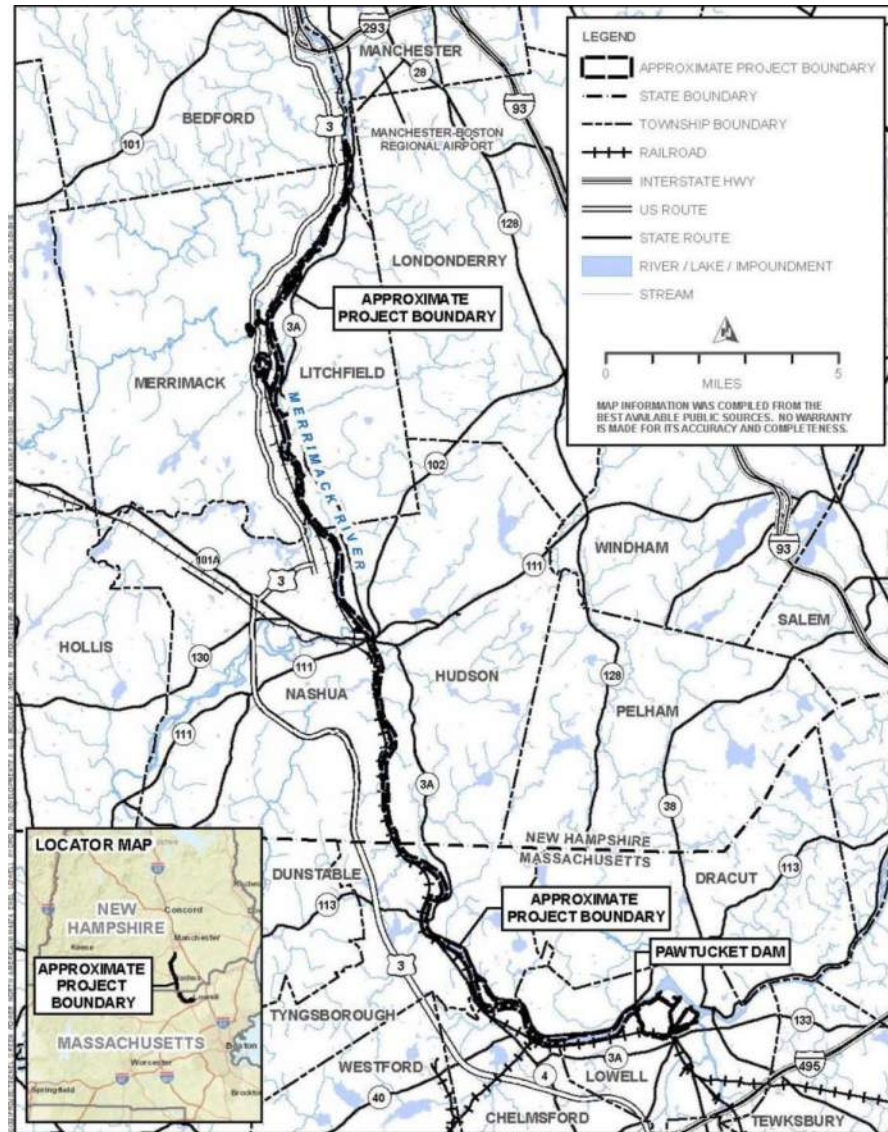 293
MANCHESTER
28
93
BEDFORD
3
101
MANCHESTER-BOSTON
REGIONAL AIRPORT
LEGEND
APPROXIMATE PROJECT BOUNDARY
STATE BOUNDARY
TOWNSHIP BOUNDARY
RAILROAD
INTERSTATE HWY
US ROUTE
STATE ROUTE
RIVER / LAKE / IMPOUNDMENT
STREAM
0
5
MILES
MAP INFORMATION WAS COMPILED FROM THE
BEST AVAILABLE PUBLIC SOURCES. NO WARRANTY
IS MADE FOR ITS ACCURACY AND COMPLETENESS.
128
LONDONDERRY
APPROXIMATE
PROJECT BOUNDARY
3A
MERRIMACK
LITCHFIELD
MERRIMACK RIVER
102
101A
3
111
WINDHAM
93
SALEM
HOLLIS
130
111
NASHUA
HUDSON
128
PELHAM
111
3A
38
NEW HAMPSHIRE
MASSACHUSETTS
DUNSTABLE
113
DRACUT
113
APPROXIMATE
PROJECT BOUNDARY
PAWTUCKET DAM
3
TYNGSBOROUGH
133
WESTFORD
3A
4
LOWELL
495
40
CHELMSFORD
TEWKSBURY
LOCATOR MAP
NEW
HAMPSHIRE
Concord
Manchester
Keene
APPROXIMATE
PROJECT
BOUNDARY
Lowell
MASSACHUSETTS
Boston
Worcester
Springfield